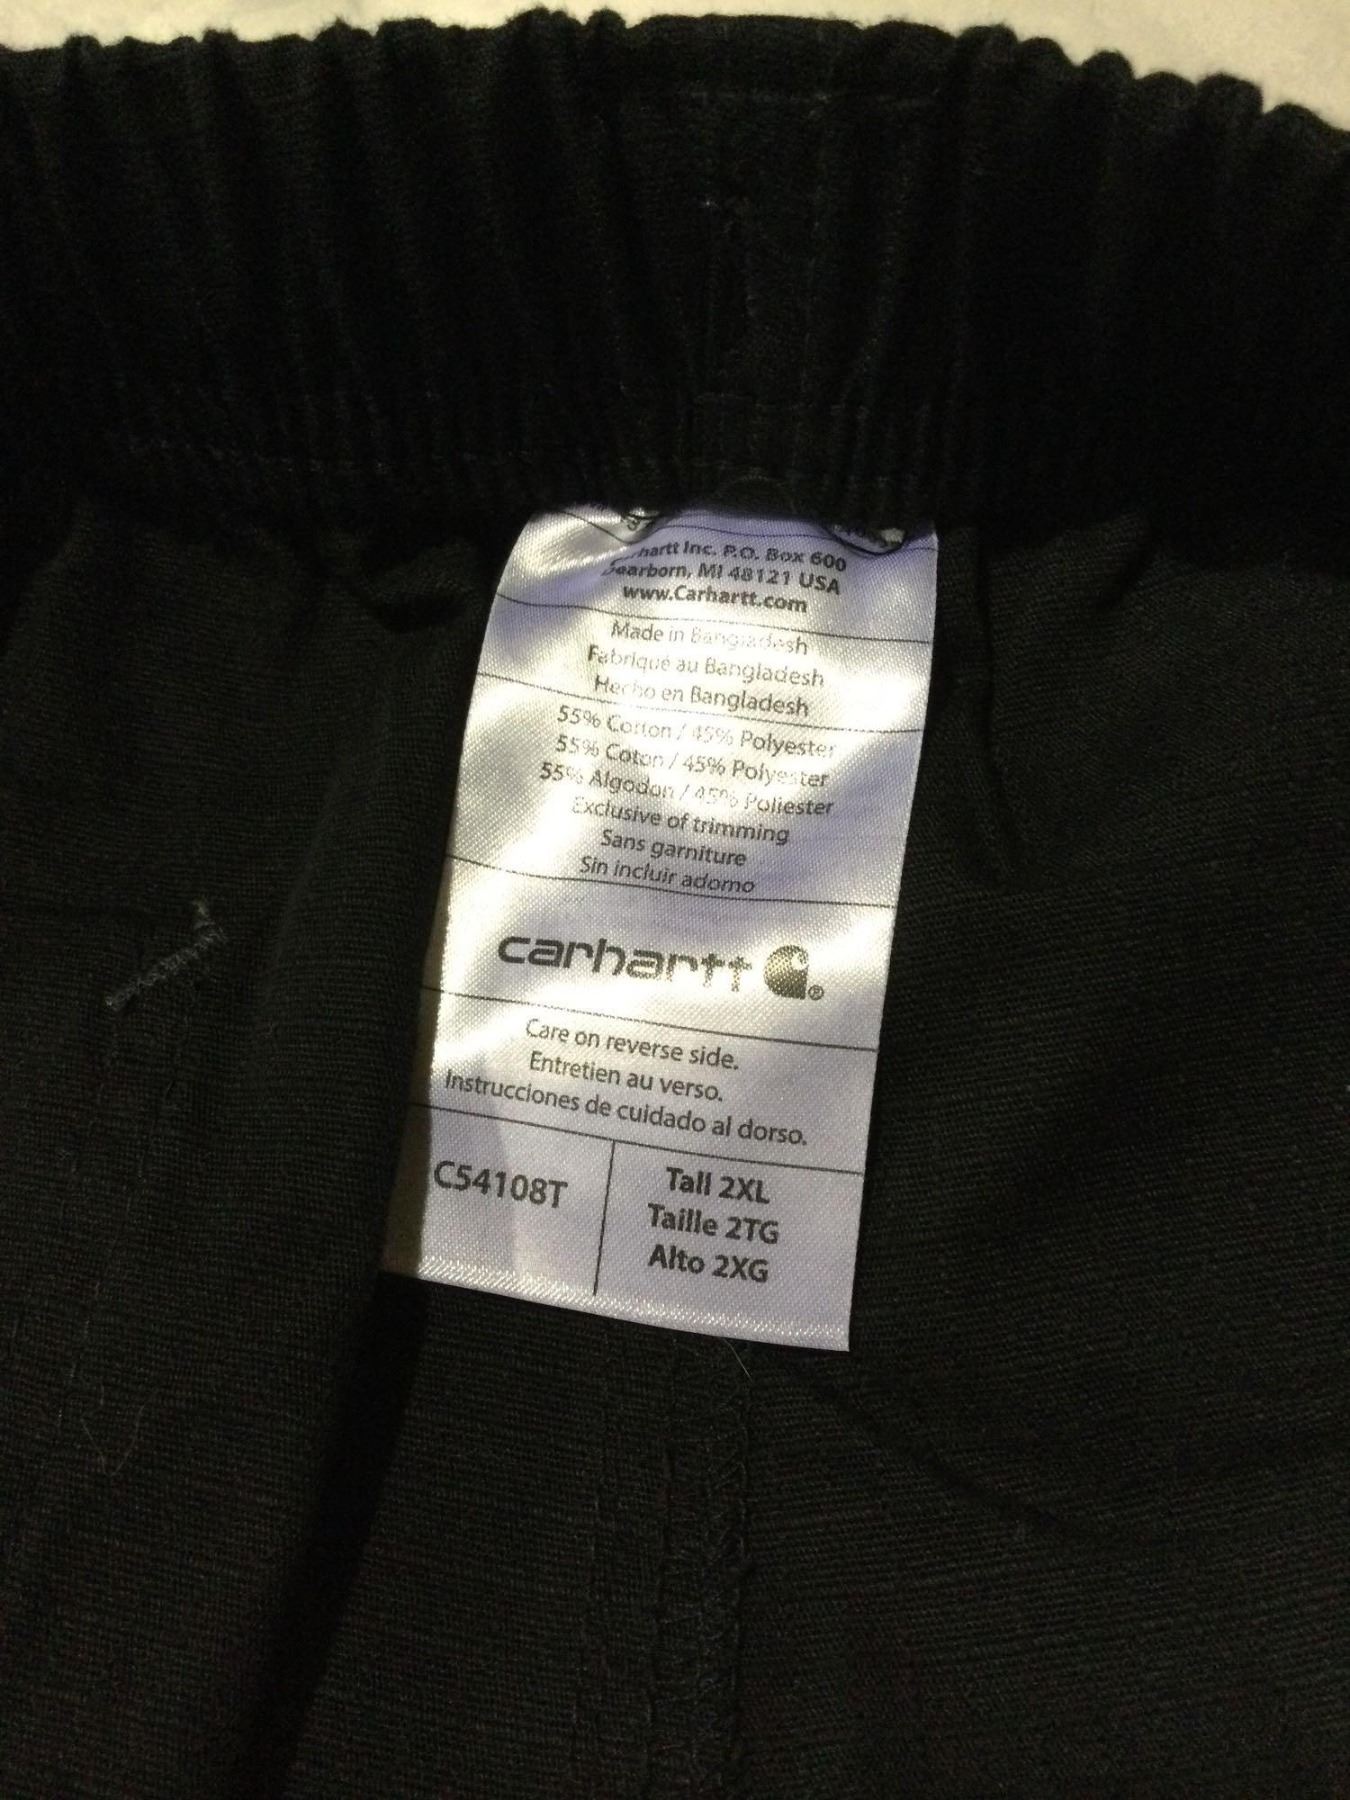 Inc. P.O. Box 600
MI 48121 USA
www.Carhartt.com
Made in Bangladesh
Fabriqué au Bangladesh
Hecho en Bangladesh
55% Cotton / 45% Polyester
55% Coton / 45% Polyester
55% Algodon / 45% Poliester
Exclusive of trimming
Sans garniture
Sin incluir adorno
carhartt ®
Care on reverse side.
Entretien au verso.
Instrucciones de cuidado al dorso.
C54108T
Tall 2XL
Taille 2TG
Alto 2XG